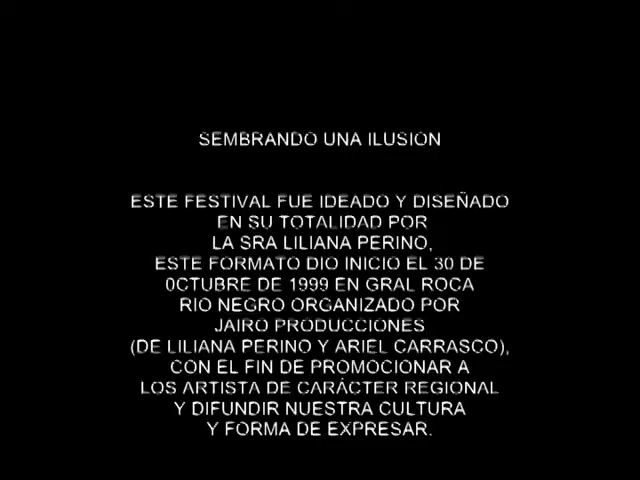 SEMBRANDO UNA ILUSION
ESTE FESTIVAL FUE IDEADO Y DISEÑADO
EN SU TOTALIDAD POR
LA SRA LILIANA PERINO,
ESTE FORMATO DIO INICIO EL 30 DE
0CTUBRE DE 1999 EN GRAL ROCA
RIO NEGRO ORGANIZADO POR
JAIRO PRODUCCIONES
(DE LILIANA PERINO Y ARIEL CARRASCO),
CON EL FIN DE PROMOCIONAR A
LOS ARTISTA DE CARÁCTER REGIONAL
Y DIFUNDIR NUESTRA CULTURA
Y FORMA DE EXPRESAR.